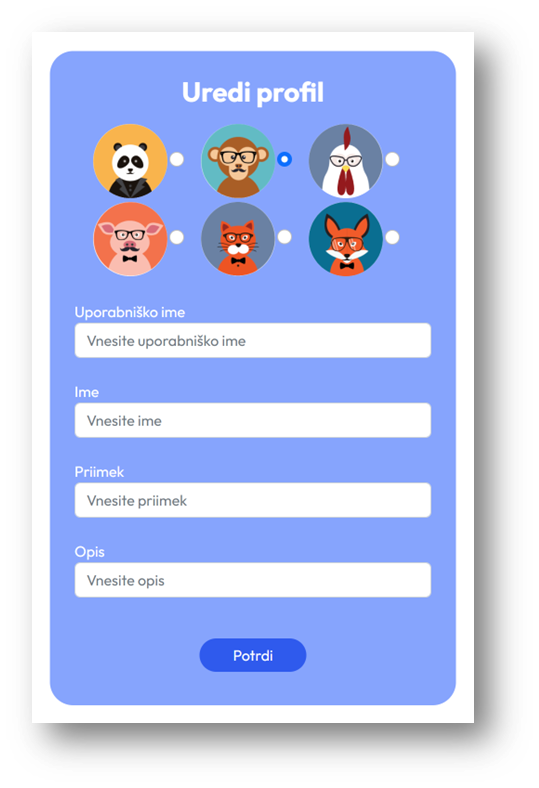 Uredi profil
Uporabniško ime
Vnesite uporabniško ime
Ime
Vnesite ime
Priimek
Vnesite priimek
Opis
Vnesite opis
Potrdi